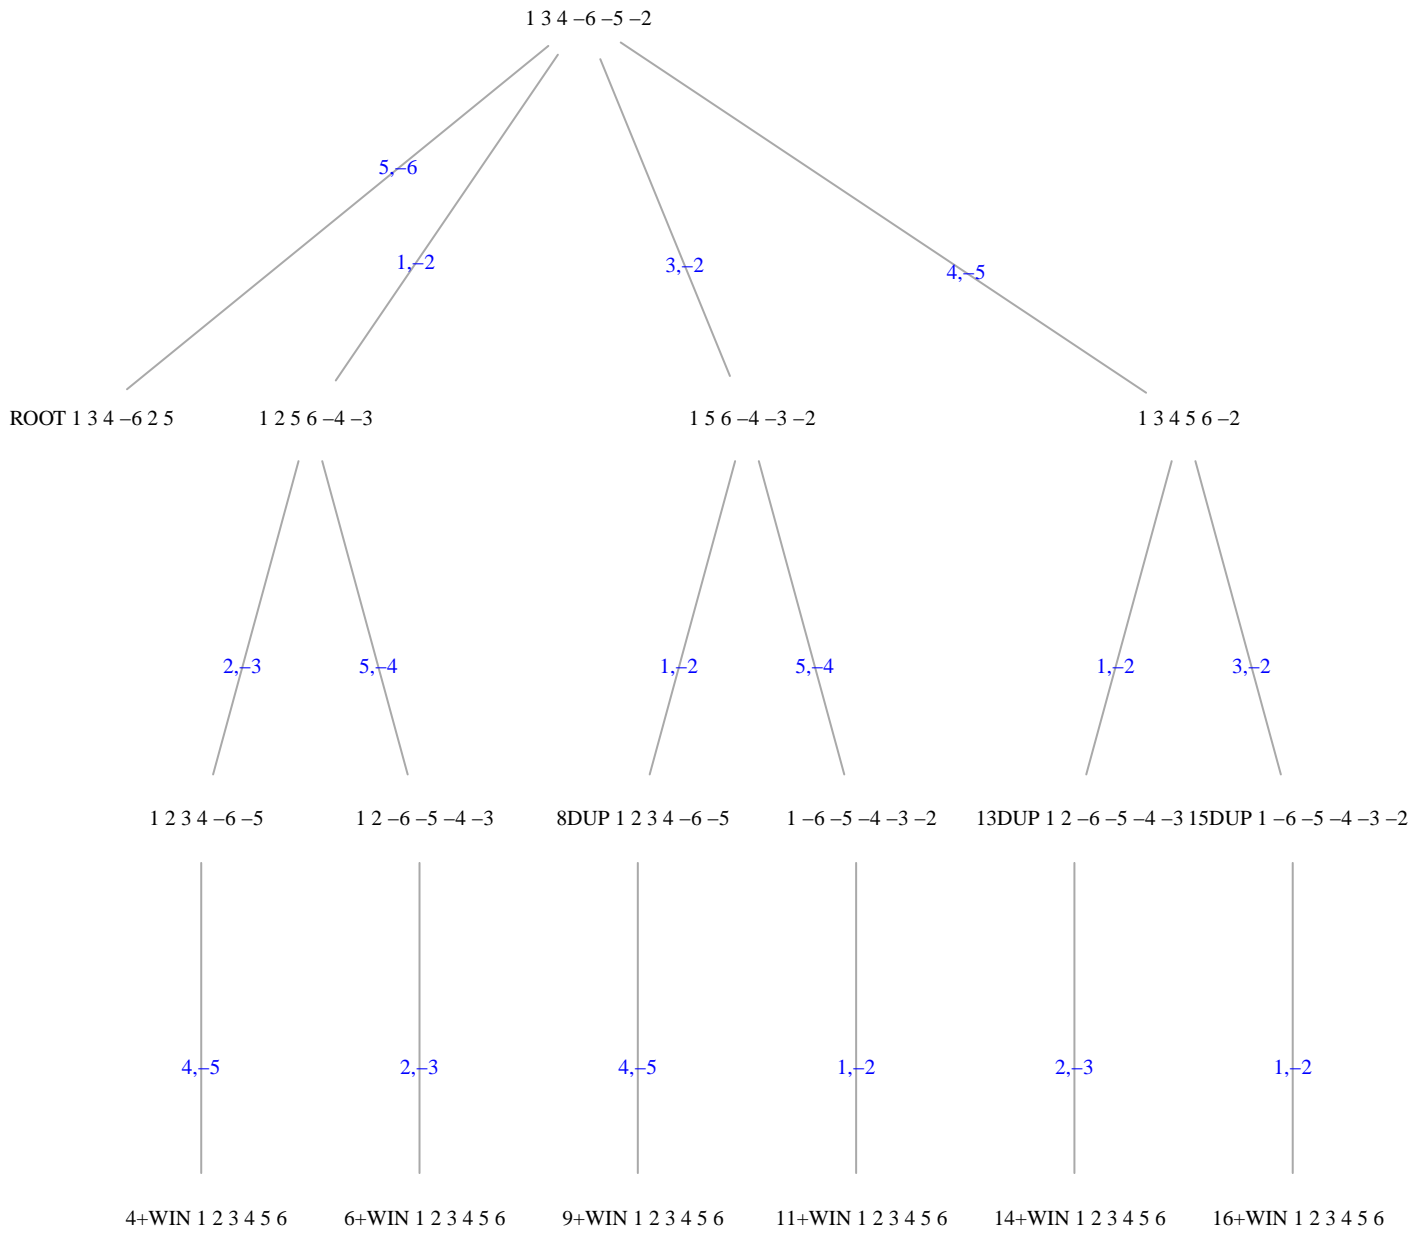 1 3 4 –6 –5 –2
5,–6
1,–2
3,–2
4,–5
ROOT 1 3 4 –6 2 5
1 2 5 6 –4 –3
1 5 6 –4 –3 –2
1 3 4 5 6 –2
2,–3
5,–4
1,–2
5,–4
1,–2
3,–2
1 2 3 4 –6 –5
1 2 –6 –5 –4 –3
8DUP 1 2 3 4 –6 –5
1 –6 –5 –4 –3 –2
13DUP 1 2 –6 –5 –4 –3
15DUP 1 –6 –5 –4 –3 –2
4,–5
2,–3
4,–5
1,–2
2,–3
1,–2
4+WIN 1 2 3 4 5 6
6+WIN 1 2 3 4 5 6
9+WIN 1 2 3 4 5 6
11+WIN 1 2 3 4 5 6
14+WIN 1 2 3 4 5 6
16+WIN 1 2 3 4 5 6